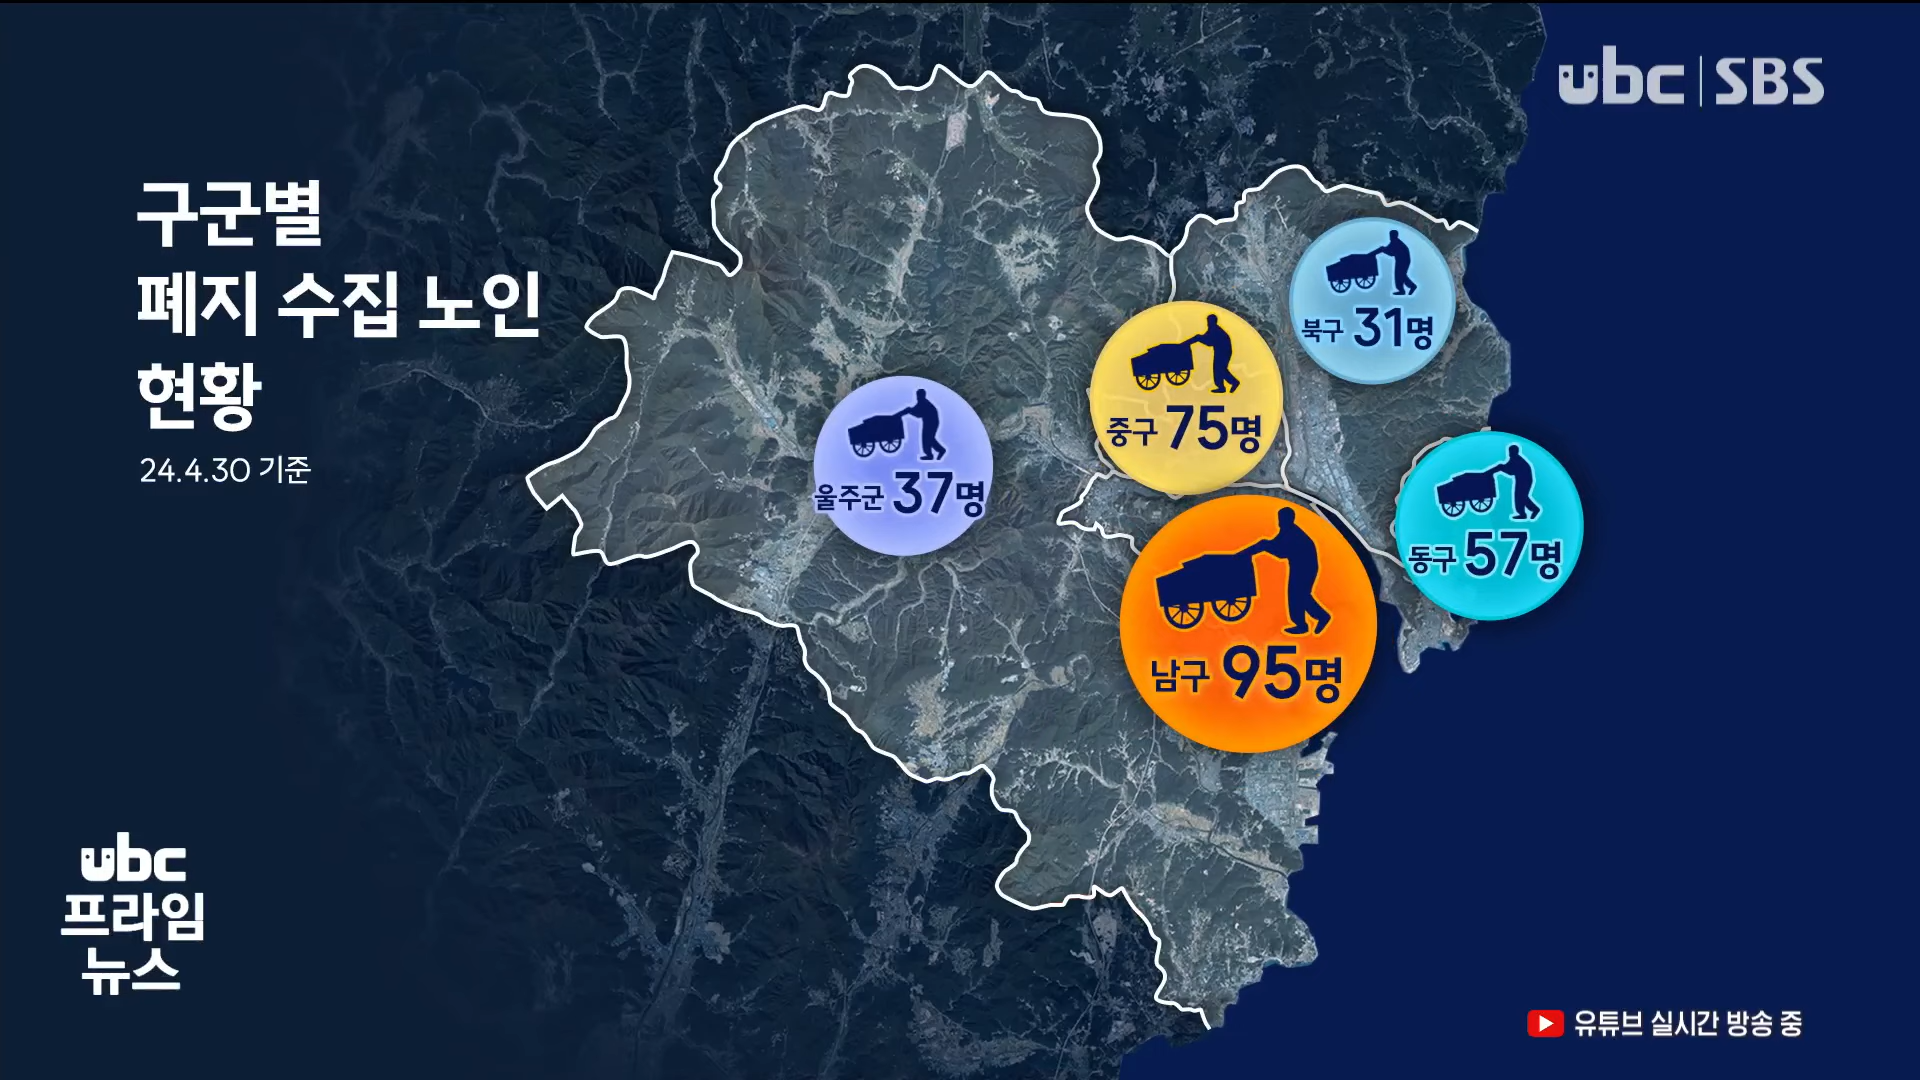 ubc SBS
구군별
폐지 수집 노인
현황
24.4.30 기준
북구 31명
중구 75명
울주군 37명
동구 57명
남구 95명
ubc
프라임
뉴스
유튜브 실시간 방송 중